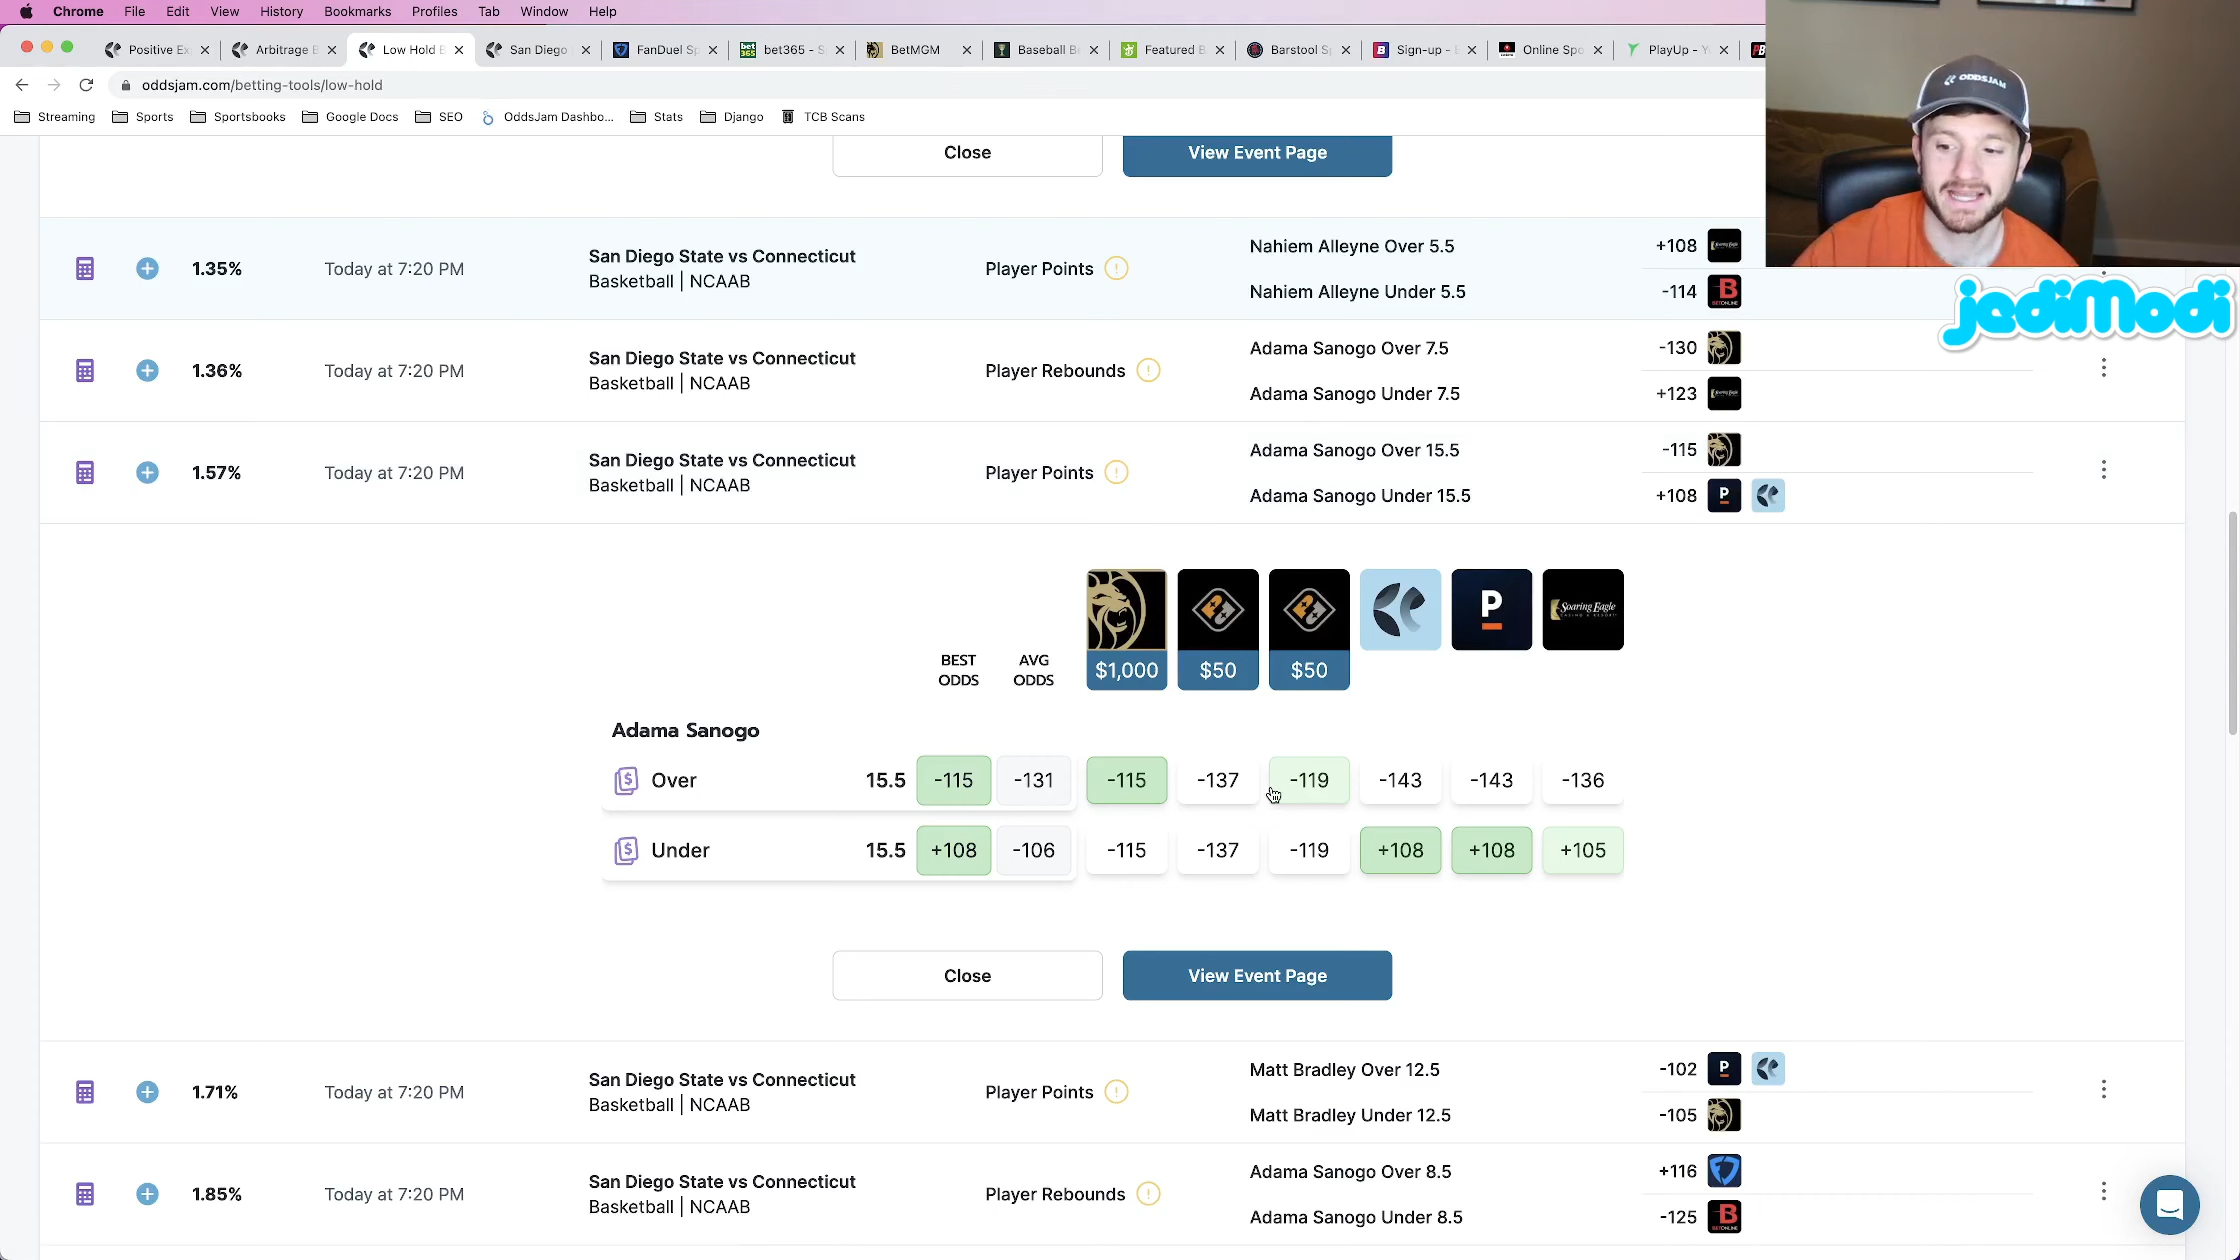 Chrome File Edit View History Bookmarks Profiles Tab Window Help
Positive Ex Arbitrage B Low Hold B San Diego FanDuel Sp bet365 - S BetMGM Baseball B Featured B Barstool Sp Sign-up - Online Spo PlayUp - Y
oddsjam.com/betting-tools/low-hold
Streaming Sports Sportsbooks Google Docs SEO OddsJam Dashbo... Stats Django TCB Scans
ODDSJAM
jediModi
Close View Event Page
1.35% Today at 7:20 PM San Diego State vs Connecticut Player Points Nahiem Alleyne Over 5.5 +108
Basketball | NCAAB Nahiem Alleyne Under 5.5 -114 BETONLINE
1.36% Today at 7:20 PM San Diego State vs Connecticut Player Rebounds Adama Sanogo Over 7.5 -130
Basketball | NCAAB Adama Sanogo Under 7.5 +123
1.57% Today at 7:20 PM San Diego State vs Connecticut Player Points Adama Sanogo Over 15.5 -115
Basketball | NCAAB Adama Sanogo Under 15.5 +108 P
P Soaring Eagle
BEST ODDS AVG ODDS $1,000 $50 $50
Adama Sanogo
Over 15.5 -115 -131 -115 -137 -119 -143 -143 -136
Under 15.5 +108 -106 -115 -137 -119 +108 +108 +105
Close View Event Page
1.71% Today at 7:20 PM San Diego State vs Connecticut Player Points Matt Bradley Over 12.5 -102 P
Basketball | NCAAB Matt Bradley Under 12.5 -105
1.85% Today at 7:20 PM San Diego State vs Connecticut Player Rebounds Adama Sanogo Over 8.5 +116
Basketball | NCAAB Adama Sanogo Under 8.5 -125 BETONLINE